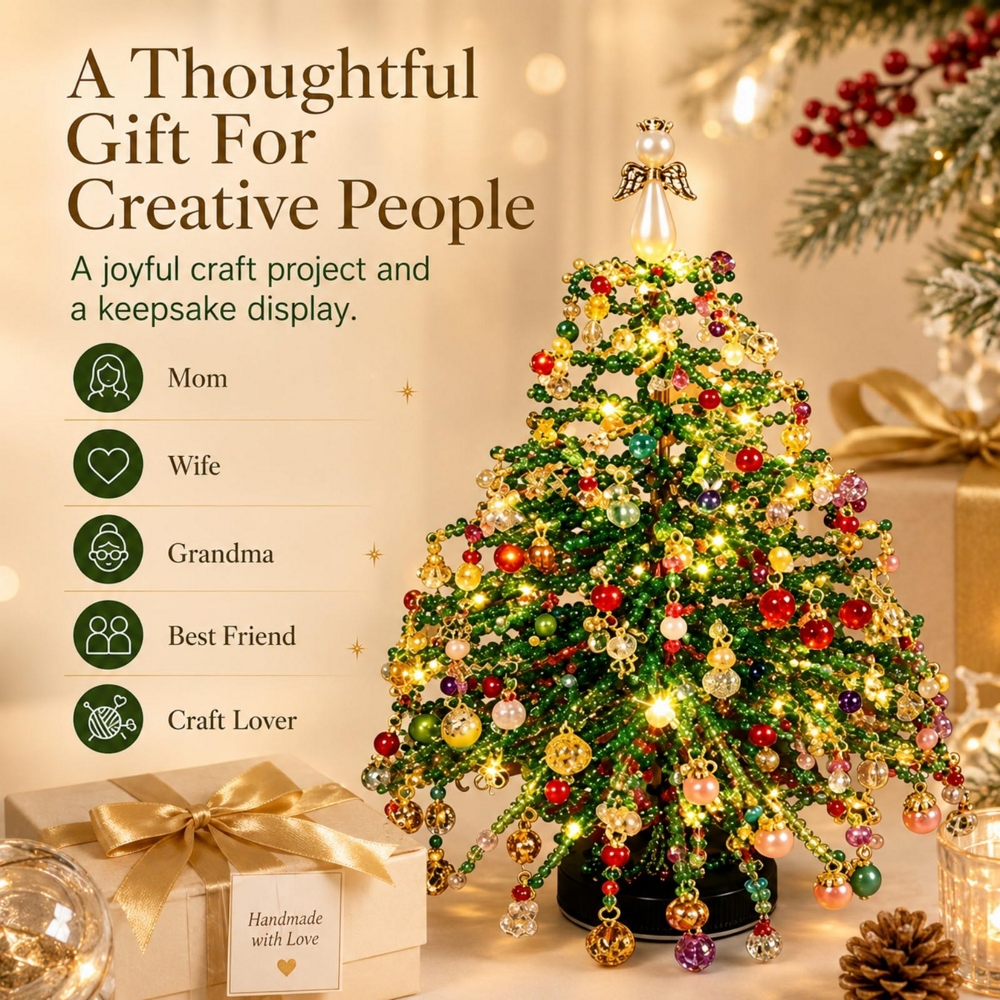 A Thoughtful
Gift For
Creative People
A joyful craft project and
a keepsake display.
Mom
Wife
Grandma
Best Friend
Craft Lover
Handmade
with Love